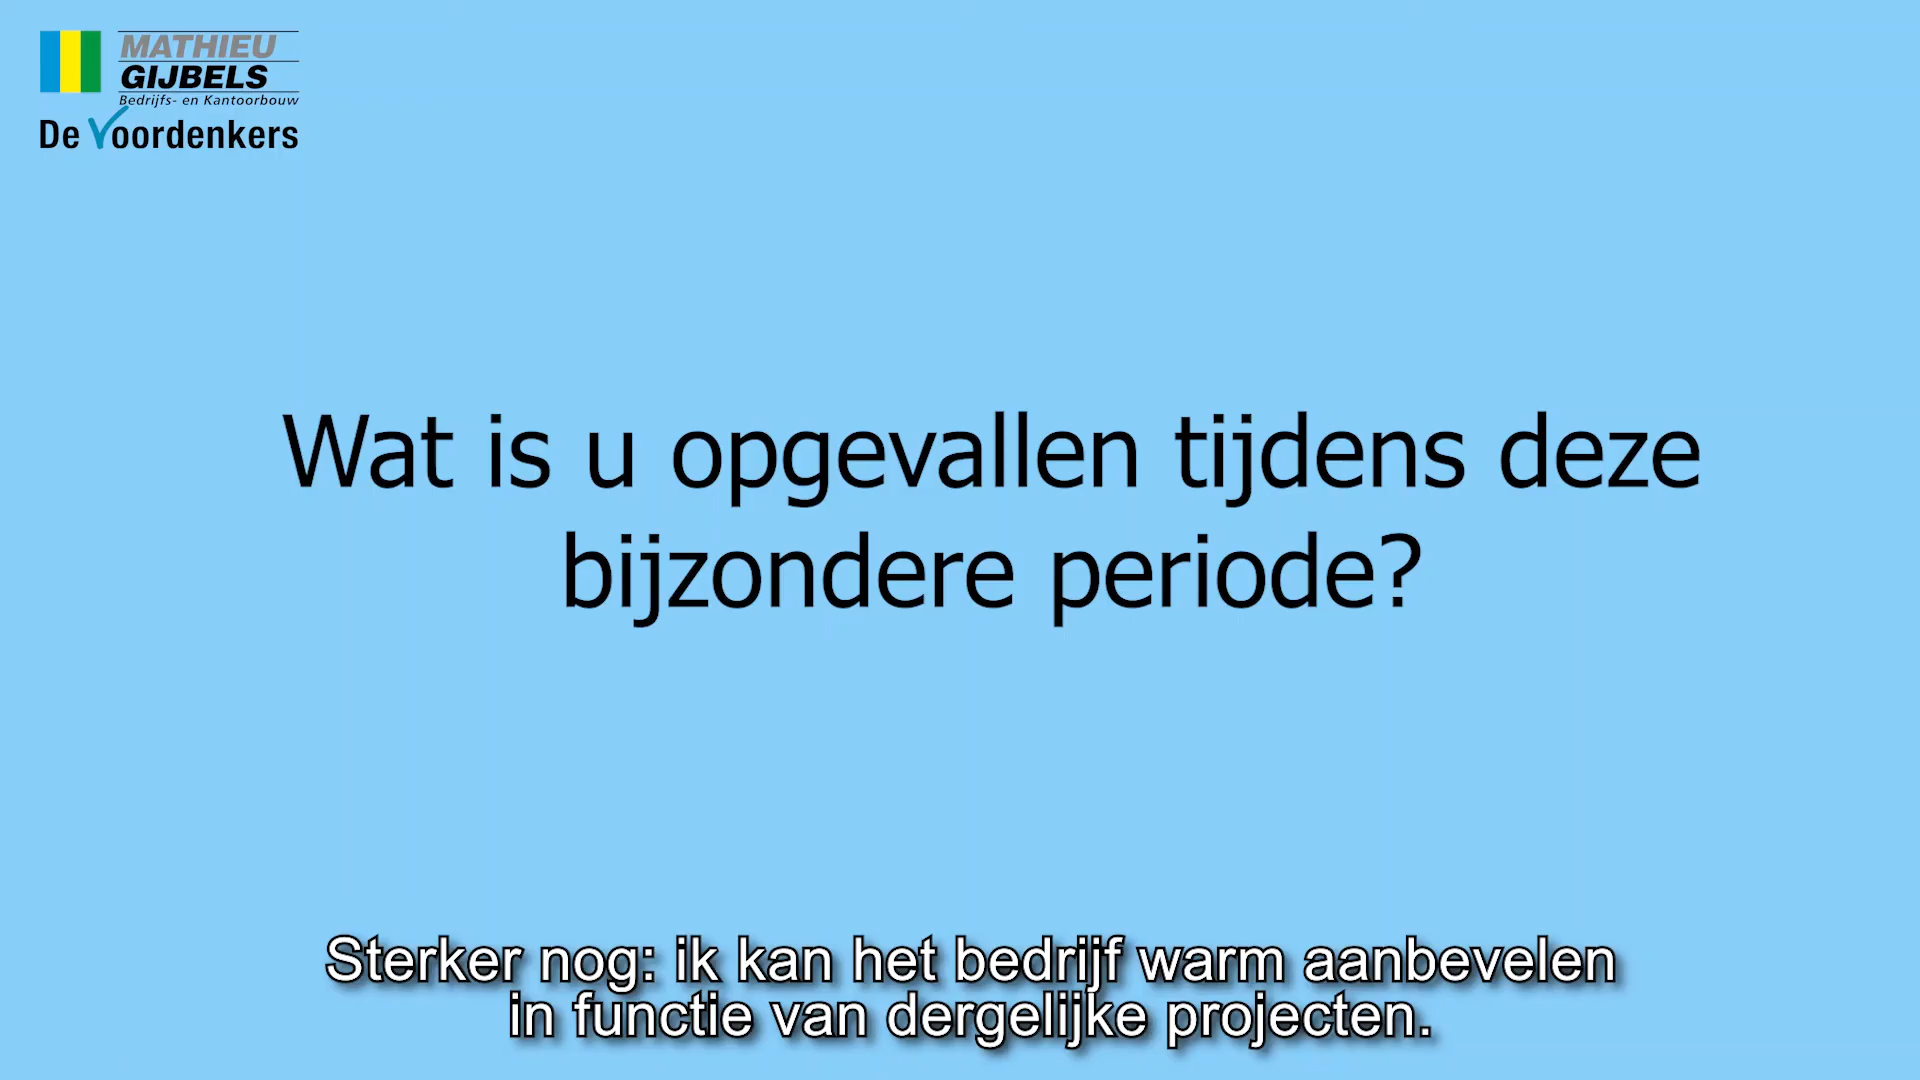 MATHIEU
GIJBELS
Bedrijfs- en Kantoorbouw
De Voordenkers
Wat is u opgevallen tijdens deze
bijzondere periode?
Sterker nog: ik kan het bedrijf warm aanbevelen
in functie van dergelijke projecten.